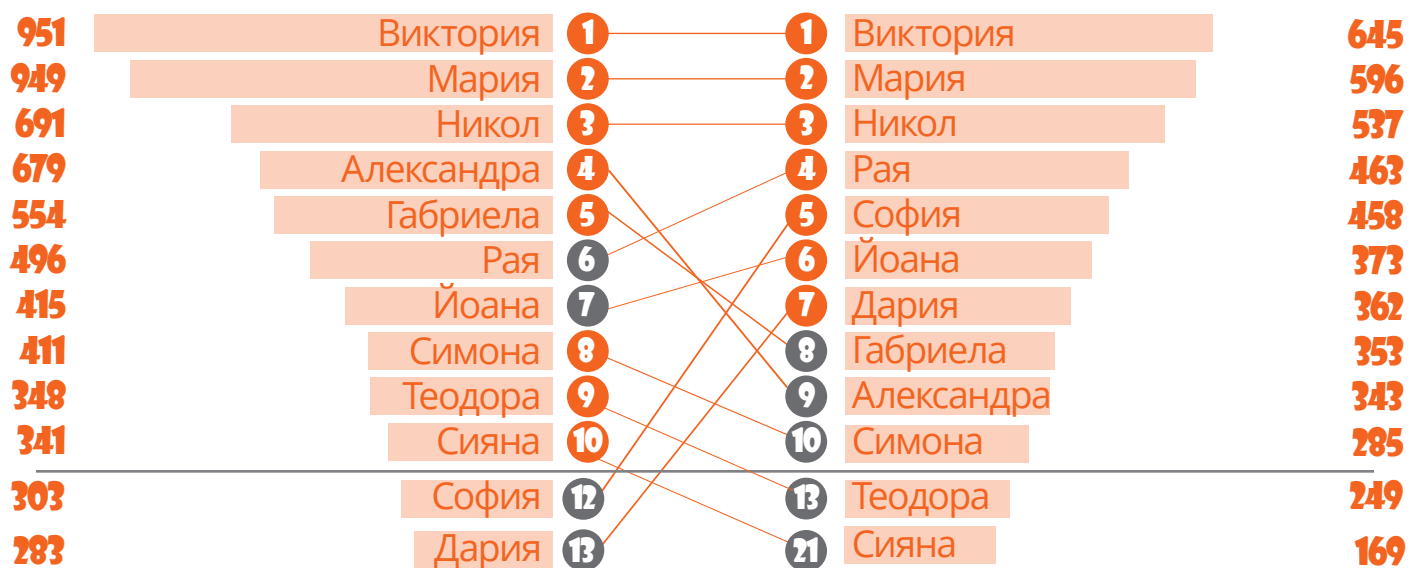 951 Виктория 1 1 Виктория 645
949 Мария 2 2 Мария 596
691 Никол 3 3 Никол 537
679 Александра 4 4 Рая 463
554 Габриела 5 5 София 458
496 Рая 6 6 Йоана 373
415 Йоана 7 7 Дария 362
411 Симона 8 8 Габриела 353
348 Теодора 9 9 Александра 343
341 Сияна 10 10 Симона 285
303 София 12 13 Теодора 249
283 Дария 13 21 Сияна 169